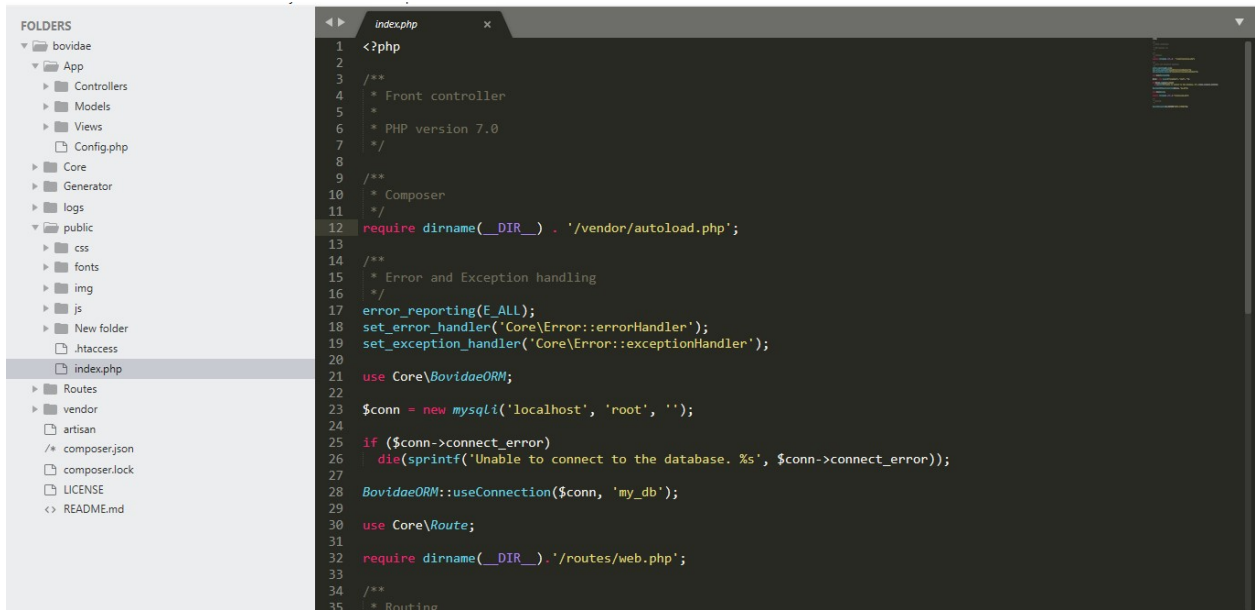 FOLDERS
bovidae
App
Controllers
Models
Views
Config.php
Core
Generator
logs
public
css
fonts
img
js
New folder
.htaccess
index.php
Routes
vendor
artisan
/* composer.json
composer.lock
LICENSE
<> README.md
index.php ×
1 <?php
2
3 /**
4 * Front controller
5 *
6 * PHP version 7.0
7 */
8
9 /**
10 * Composer
11 */
12 require dirname(__DIR__) . '/vendor/autoload.php';
13
14 /**
15 * Error and Exception handling
16 */
17 error_reporting(E_ALL);
18 set_error_handler('Core\Error::errorHandler');
19 set_exception_handler('Core\Error::exceptionHandler');
20
21 use Core\BovidaeORM;
22
23 $conn = new mysqli('localhost', 'root', '');
24
25 if ($conn->connect_error)
26 die(sprintf('Unable to connect to the database. %s', $conn->connect_error));
27
28 BovidaeORM::useConnection($conn, 'my_db');
29
30 use Core\Route;
31
32 require dirname(__DIR__).'/routes/web.php';
33
34 /**
35 * Routing